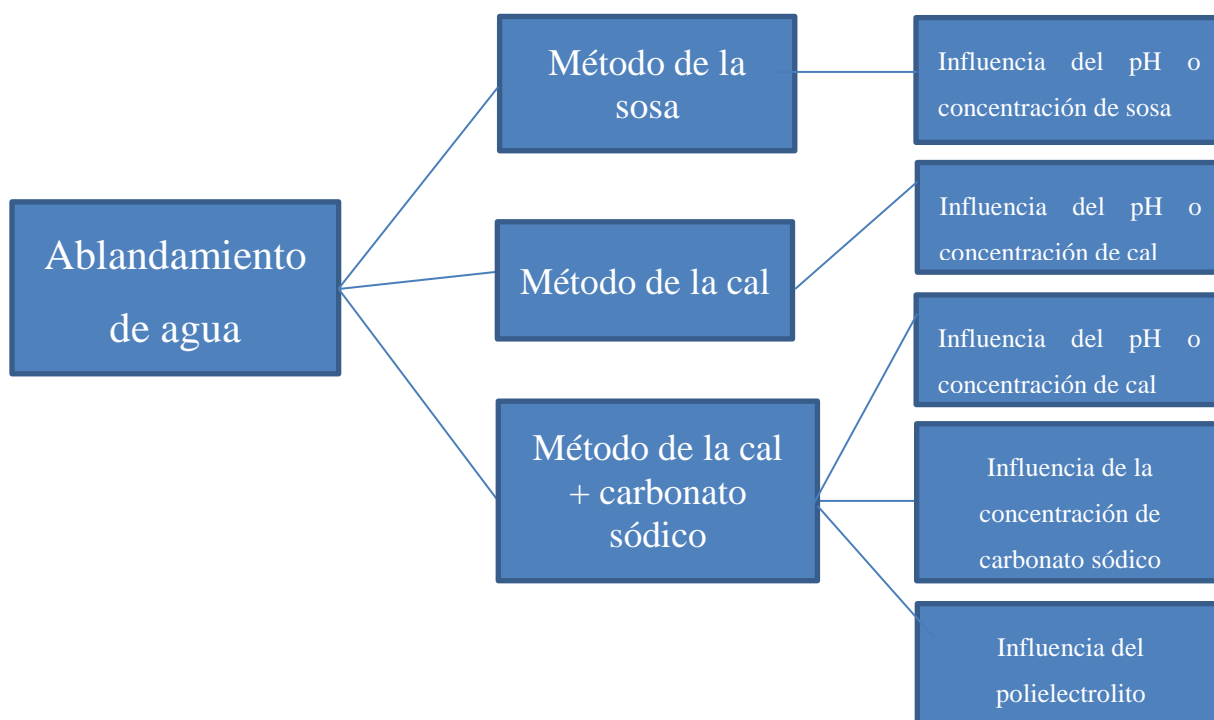 Ablandamiento
de agua
Método de la
sosa
Método de la cal
Método de la cal
+ carbonato
sódico
Influencia del pH o
concentración de sosa
Influencia del pH o
concentración de cal
Influencia del pH o
concentración de cal
Influencia de la
concentración de
carbonato sódico
Influencia del
polielectrolito